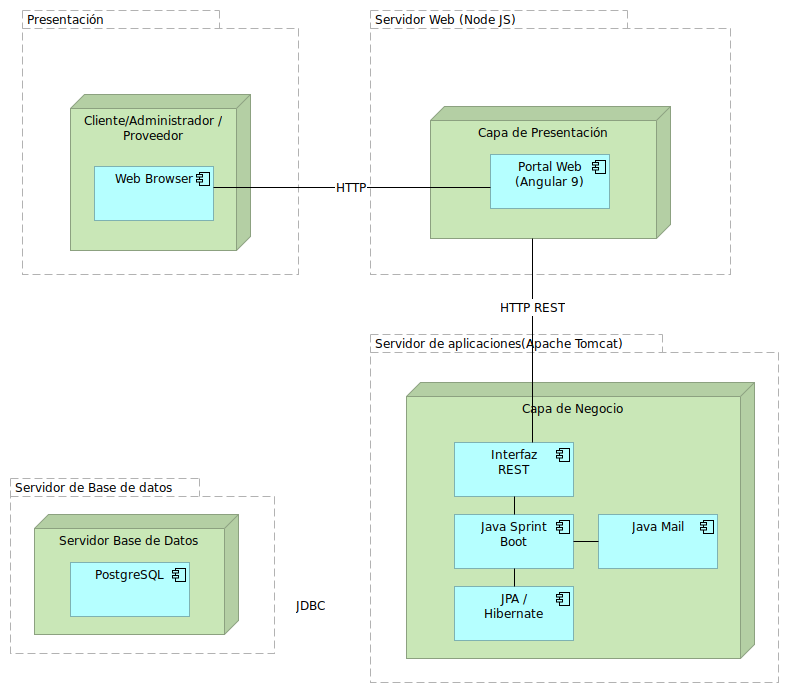 Presentación
Servidor Web (Node JS)
Cliente/Administrador /
Proveedor
Web Browser
HTTP
Capa de Presentación
Portal Web
(Angular 9)
HTTP REST
Servidor de aplicaciones(Apache Tomcat)
Capa de Negocio
Interfaz
REST
Java Sprint
Boot
Java Mail
JPA /
Hibernate
Servidor de Base de datos
Servidor Base de Datos
PostgreSQL
JDBC